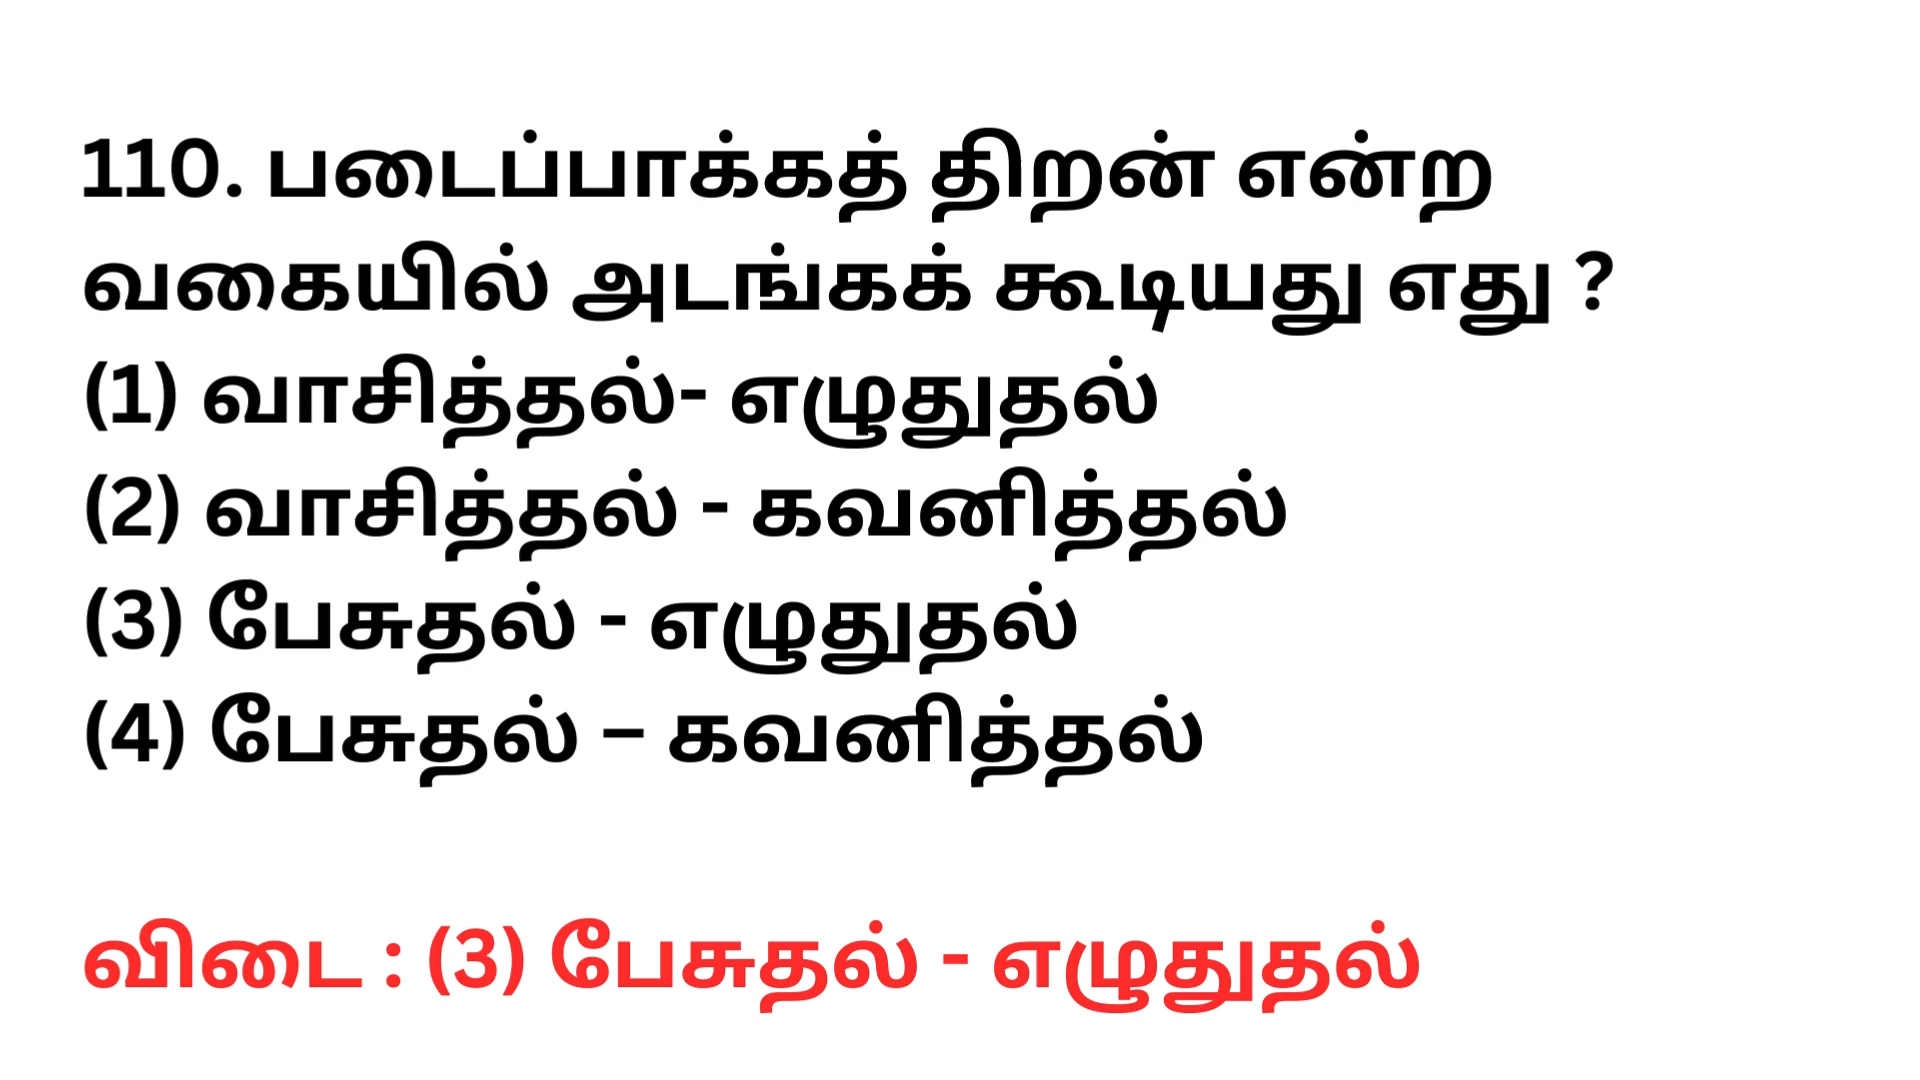 110. படைப்பாக்கத் திறன் என்ற
வகையில் அடங்கக் கூடியது எது ?
(1) வாசித்தல்- எழுதுதல்
(2) வாசித்தல் - கவனித்தல்
(3) பேசுதல் - எழுதுதல்
(4) பேசுதல் – கவனித்தல்
விடை : (3) பேசுதல் - எழுதுதல்